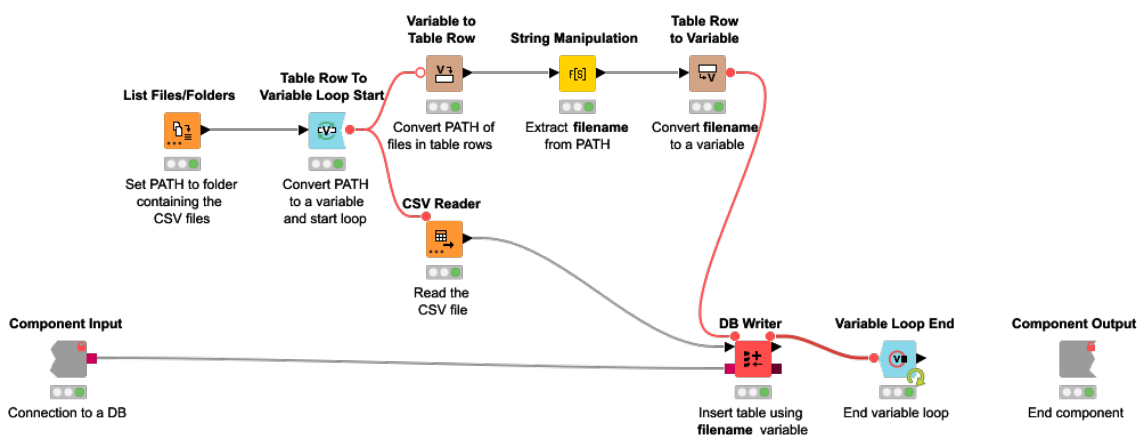 Variable to
Table Row
String Manipulation
Table Row
to Variable
List Files/Folders
Table Row To
Variable Loop Start
V
F[S]
V
V
Convert PATH of
files in table rows
Extract filename
from PATH
Convert filename
to a variable
Set PATH to folder
containing the
CSV files
Convert PATH
to a variable
and start loop
CSV Reader
Read the
CSV file
Component Input
DB Writer
Variable Loop End
Component Output
V
Connection to a DB
Insert table using
filename variable
End variable loop
End component